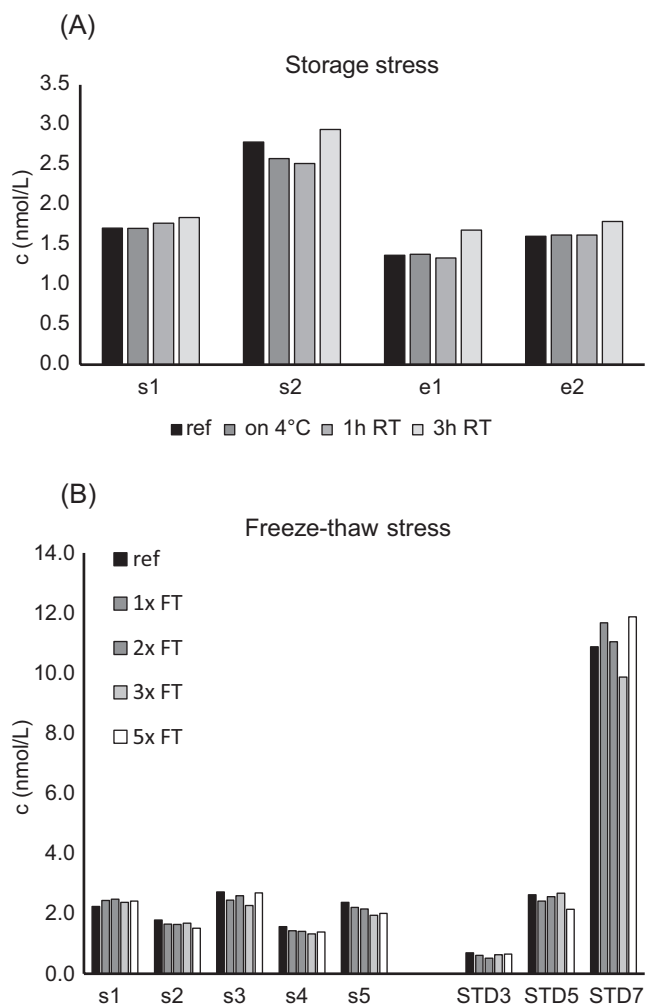 (A)
Storage stress
c (nmol/L)
3.5
3.0
2.5
2.0
1.5
1.0
0.5
0.0
s1 s2 e1 e2
ref on 4°C 1h RT 3h RT
(B)
Freeze-thaw stress
c (nmol/L)
14.0
12.0
10.0
8.0
6.0
4.0
2.0
0.0
ref
1x FT
2x FT
3x FT
5x FT
s1 s2 s3 s4 s5 STD3 STD5 STD7